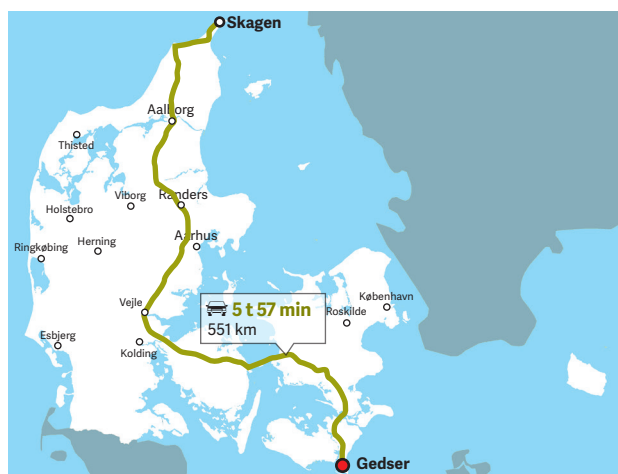 Skagen
Aalborg
Thisted
Viborg
Randers
Holstebro
Aarhus
Ringkøbing
Herning
Vejle
5 t 57 min
551 km
København
Roskilde
Esbjerg
Kolding
Gedser